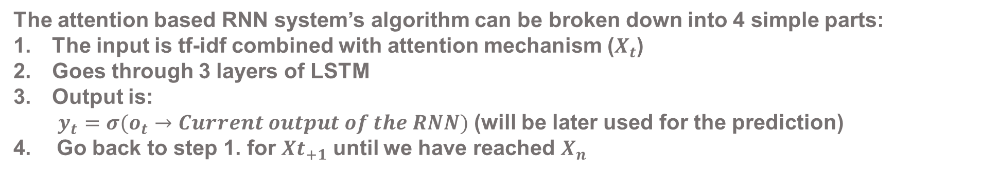 The attention based RNN system’s algorithm can be broken down into 4 simple parts:
1. The input is tf-idf combined with attention mechanism (X_t)
2. Goes through 3 layers of LSTM
3. Output is:
y_t = σ(o_t → Current output of the RNN) (will be later used for the prediction)
4. Go back to step 1. for Xt_{+1} until we have reached X_n